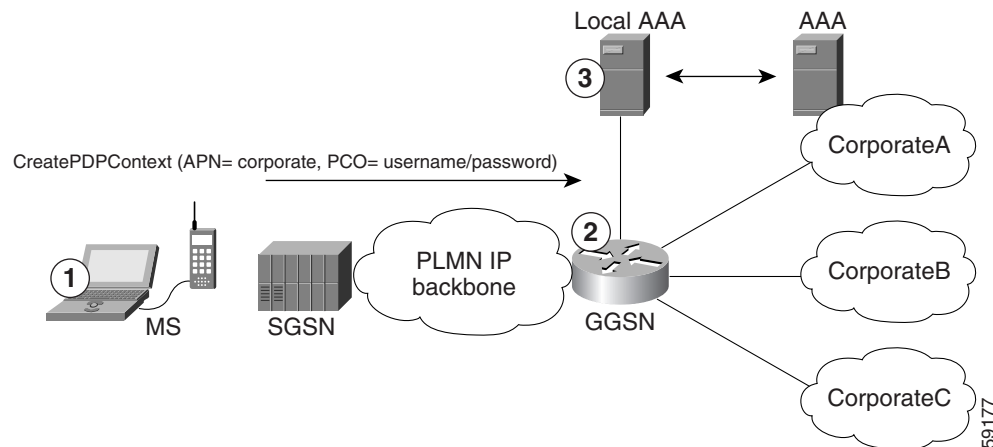 Local AAA
AAA
3
CorporateA
CreatePDPContext (APN= corporate, PCO= username/password)
2
PLMN IP
backbone
1
CorporateB
MS
SGSN
GGSN
CorporateC
59177